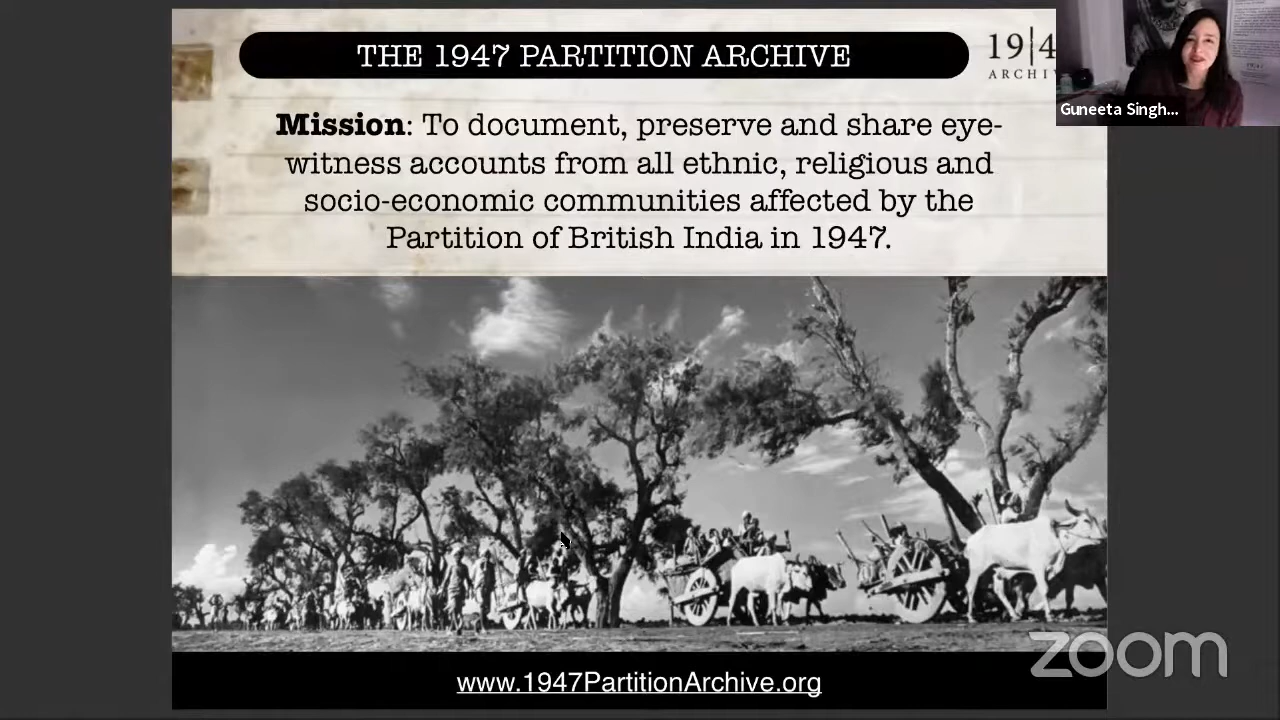 THE 1947 PARTITION ARCHIVE
19|4
ARCHIV
Guneeta Singh...
Mission: To document, preserve and share eye-
witness accounts from all ethnic, religious and
socio-economic communities affected by the
Partition of British India in 1947.
zoom
www.1947PartitionArchive.org